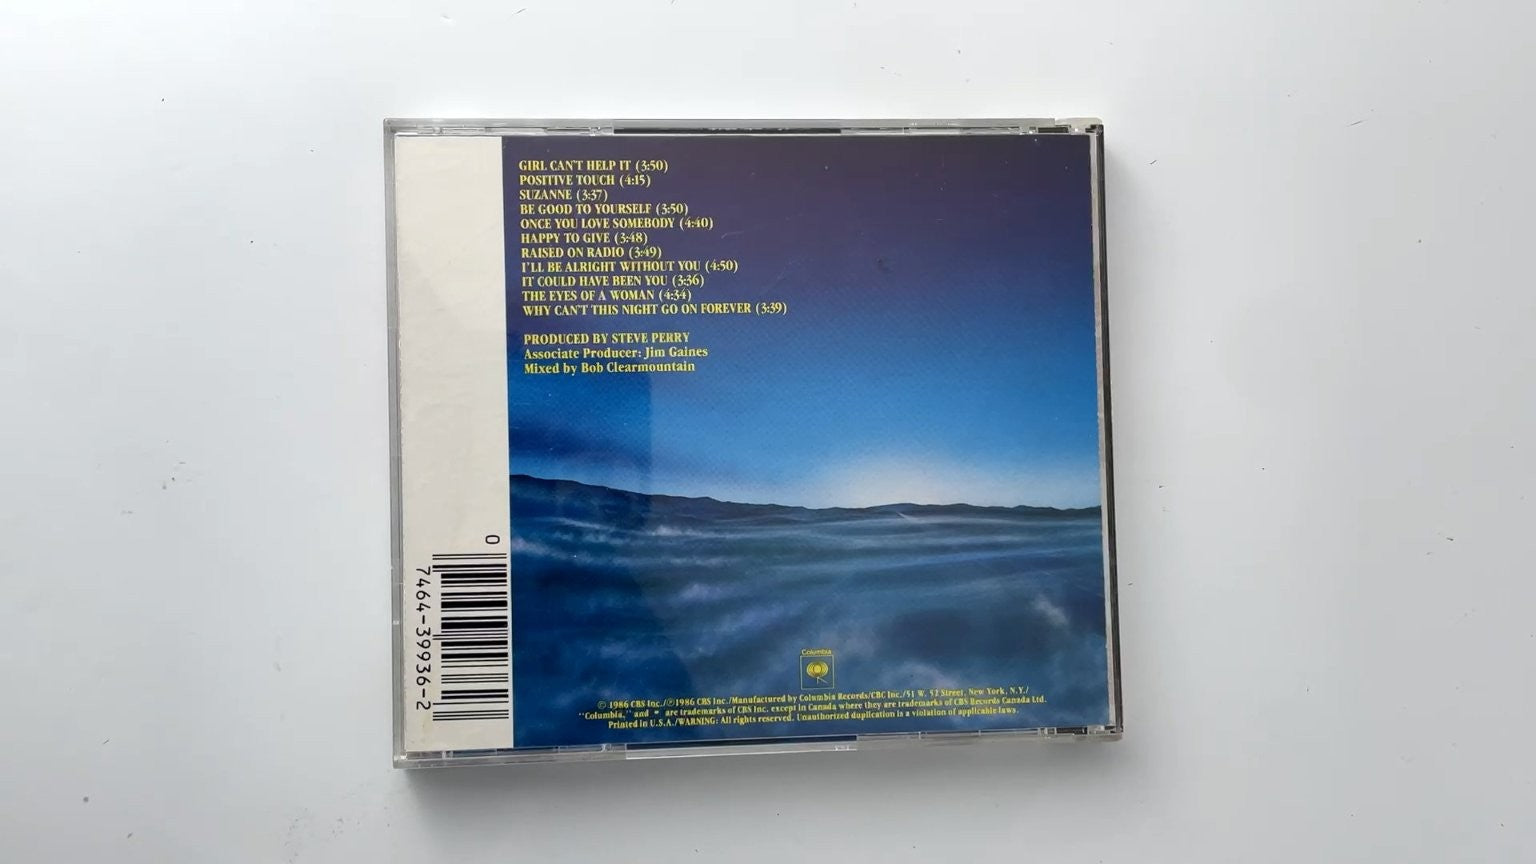 GIRL CAN'T HELP IT (3:50)
POSITIVE TOUCH (4:15)
SUZANNE (3:37)
BE GOOD TO YOURSELF (3:50)
ONCE YOU LOVE SOMEBODY (4:40)
HAPPY TO GIVE (3:48)
RAISED ON RADIO (3:49)
I'LL BE ALRIGHT WITHOUT YOU (4:50)
IT COULD HAVE BEEN YOU (3:36)
THE EYES OF A WOMAN (4:34)
WHY CAN'T THIS NIGHT GO ON FOREVER (3:39)
PRODUCED BY STEVE PERRY
Associate Producer: Jim Gaines
Mixed by Bob Clearmountain
0
7464-39936-2
Columbia
© 1986 CBS Inc./℗1986 CBS Inc./Manufactured by Columbia Records/CBC Inc./51 W. 52 Street, New York, N.Y./
"Columbia," and are trademarks of CBS Inc. except in Canada where they are trademarks of CBS Records Canada Ltd.
Printed in U.S.A./WARNING: All rights reserved. Unauthorized duplication is a violation of applicable laws.